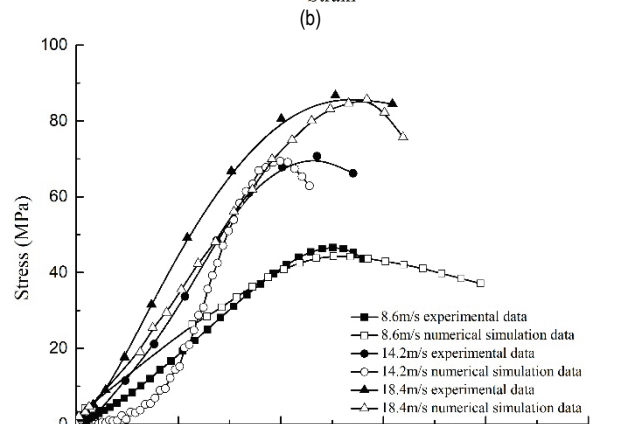 (b)
100
80
60
40
20
0
Stress (MPa)
8.6m/s experimental data
8.6m/s numerical simulation data
14.2m/s experimental data
14.2m/s numerical simulation data
18.4m/s experimental data
18.4m/s numerical simulation data